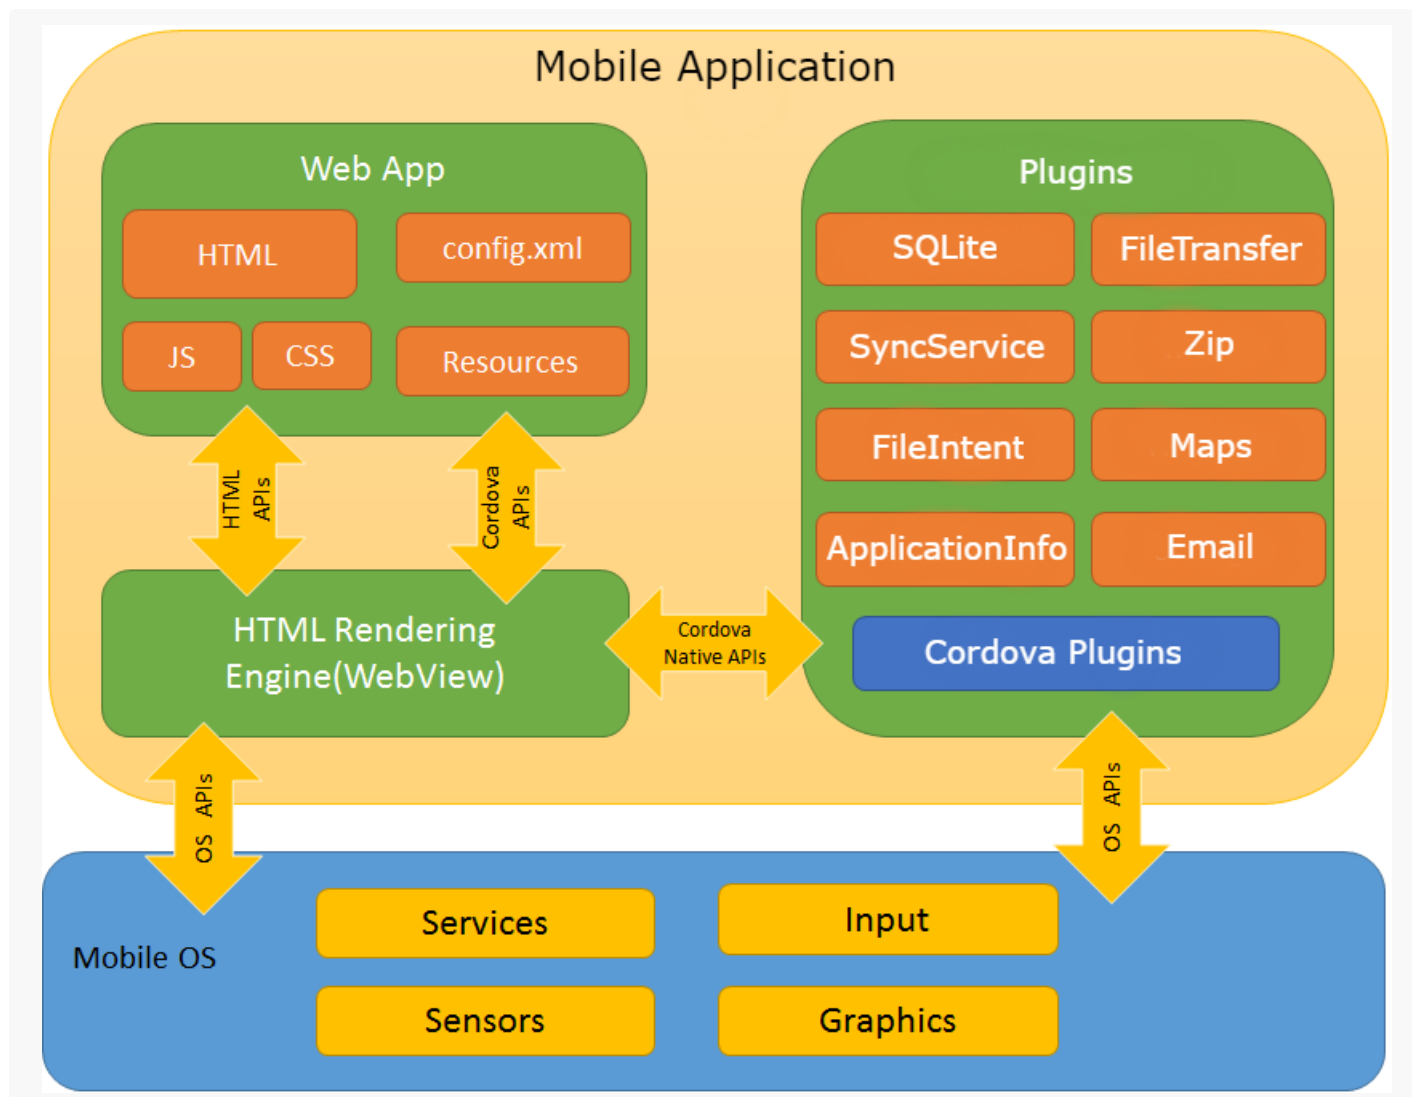 Mobile Application
Web App
HTML
config.xml
JS
CSS
Resources
HTML
APIs
Cordova
APIs
HTML Rendering
Engine(WebView)
Cordova
Native APIs
Plugins
SQLite
FileTransfer
SyncService
Zip
FileIntent
Maps
ApplicationInfo
Email
Cordova Plugins
OS APIs
OS APIs
Mobile OS
Services
Input
Sensors
Graphics